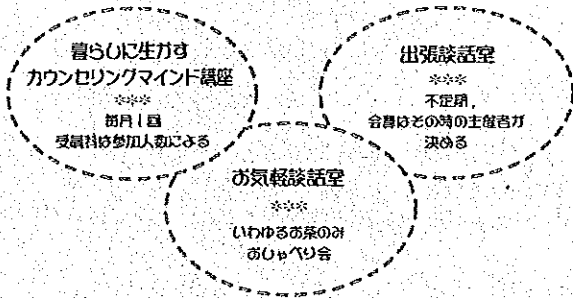 暮らしに生かす
カウンセリングマインド講座
***
毎月1回
受講料は参加人数による
出張談話室
***
不定期,
会費はその時の主催者が
決める
お気軽談話室
***
いわゆるお茶のみ
おしゃべり会